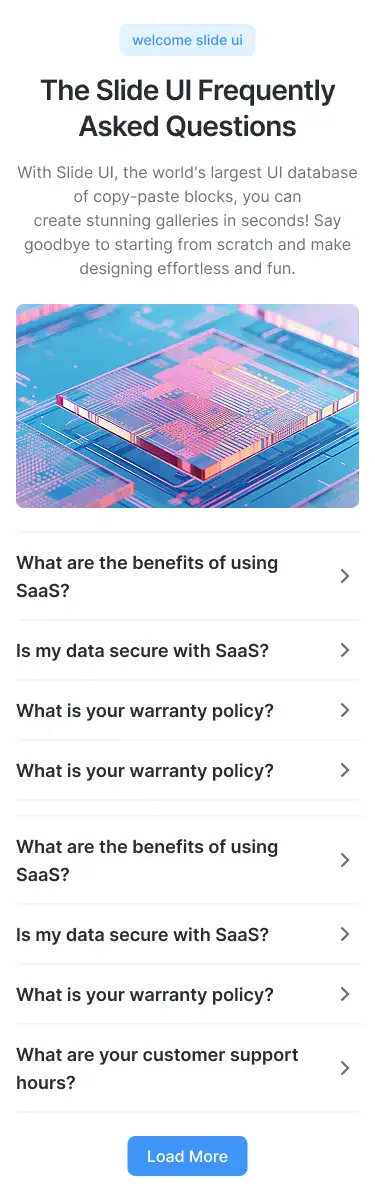 welcome slide ui
The Slide UI Frequently
Asked Questions
With Slide UI, the world's largest UI database
of copy-paste blocks, you can
create stunning galleries in seconds! Say
goodbye to starting from scratch and make
designing effortless and fun.
What are the benefits of using
SaaS?
Is my data secure with SaaS?
What is your warranty policy?
What is your warranty policy?
What are the benefits of using
SaaS?
Is my data secure with SaaS?
What is your warranty policy?
What are your customer support
hours?
Load More